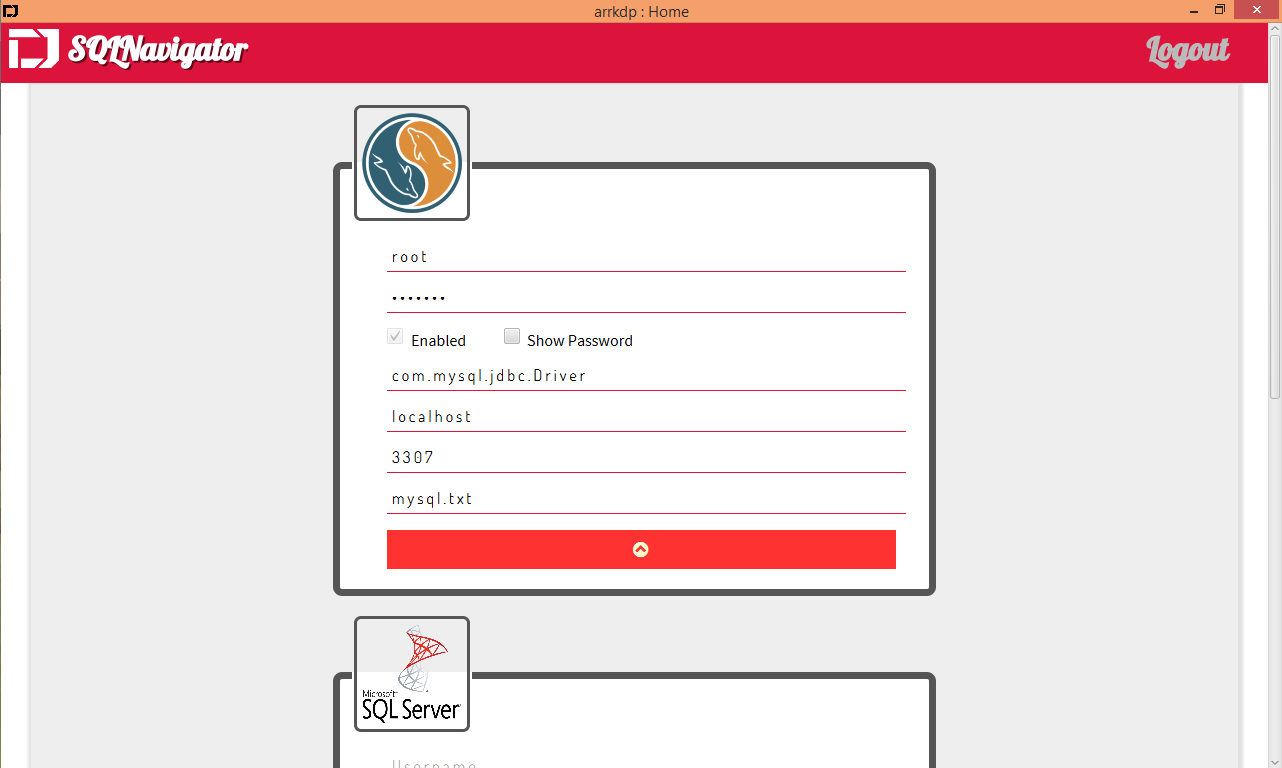 arrkdp : Home
SQLNavigator
Logout
root
•••••••
Enabled
Show Password
com.mysql.jdbc.Driver
localhost
3307
mysql.txt
Microsoft
SQL Server
Username